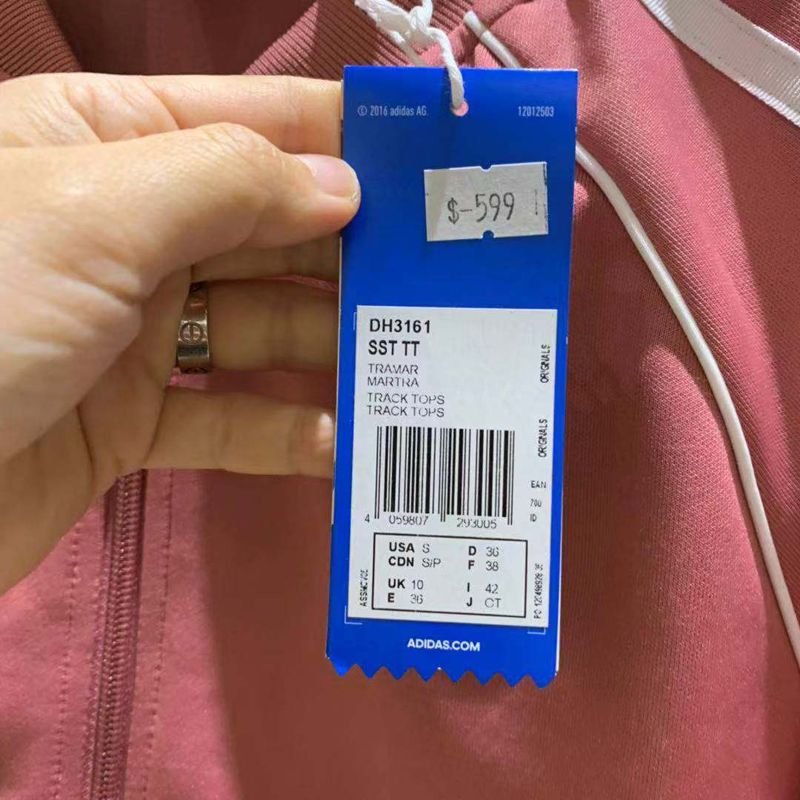 © 2016 adidas AG.
12012503
$-599
DH3161
SST TT
TRAMAR
MARTRA
TRACK TOPS
TRACK TOPS
ORIGINALS
ORIGINALS
EAN
700
ID
4 059807 293005
USA S D 36
CDN S/P F 38
UK 10 I 42
E 36 J OT
ADIDAS.COM